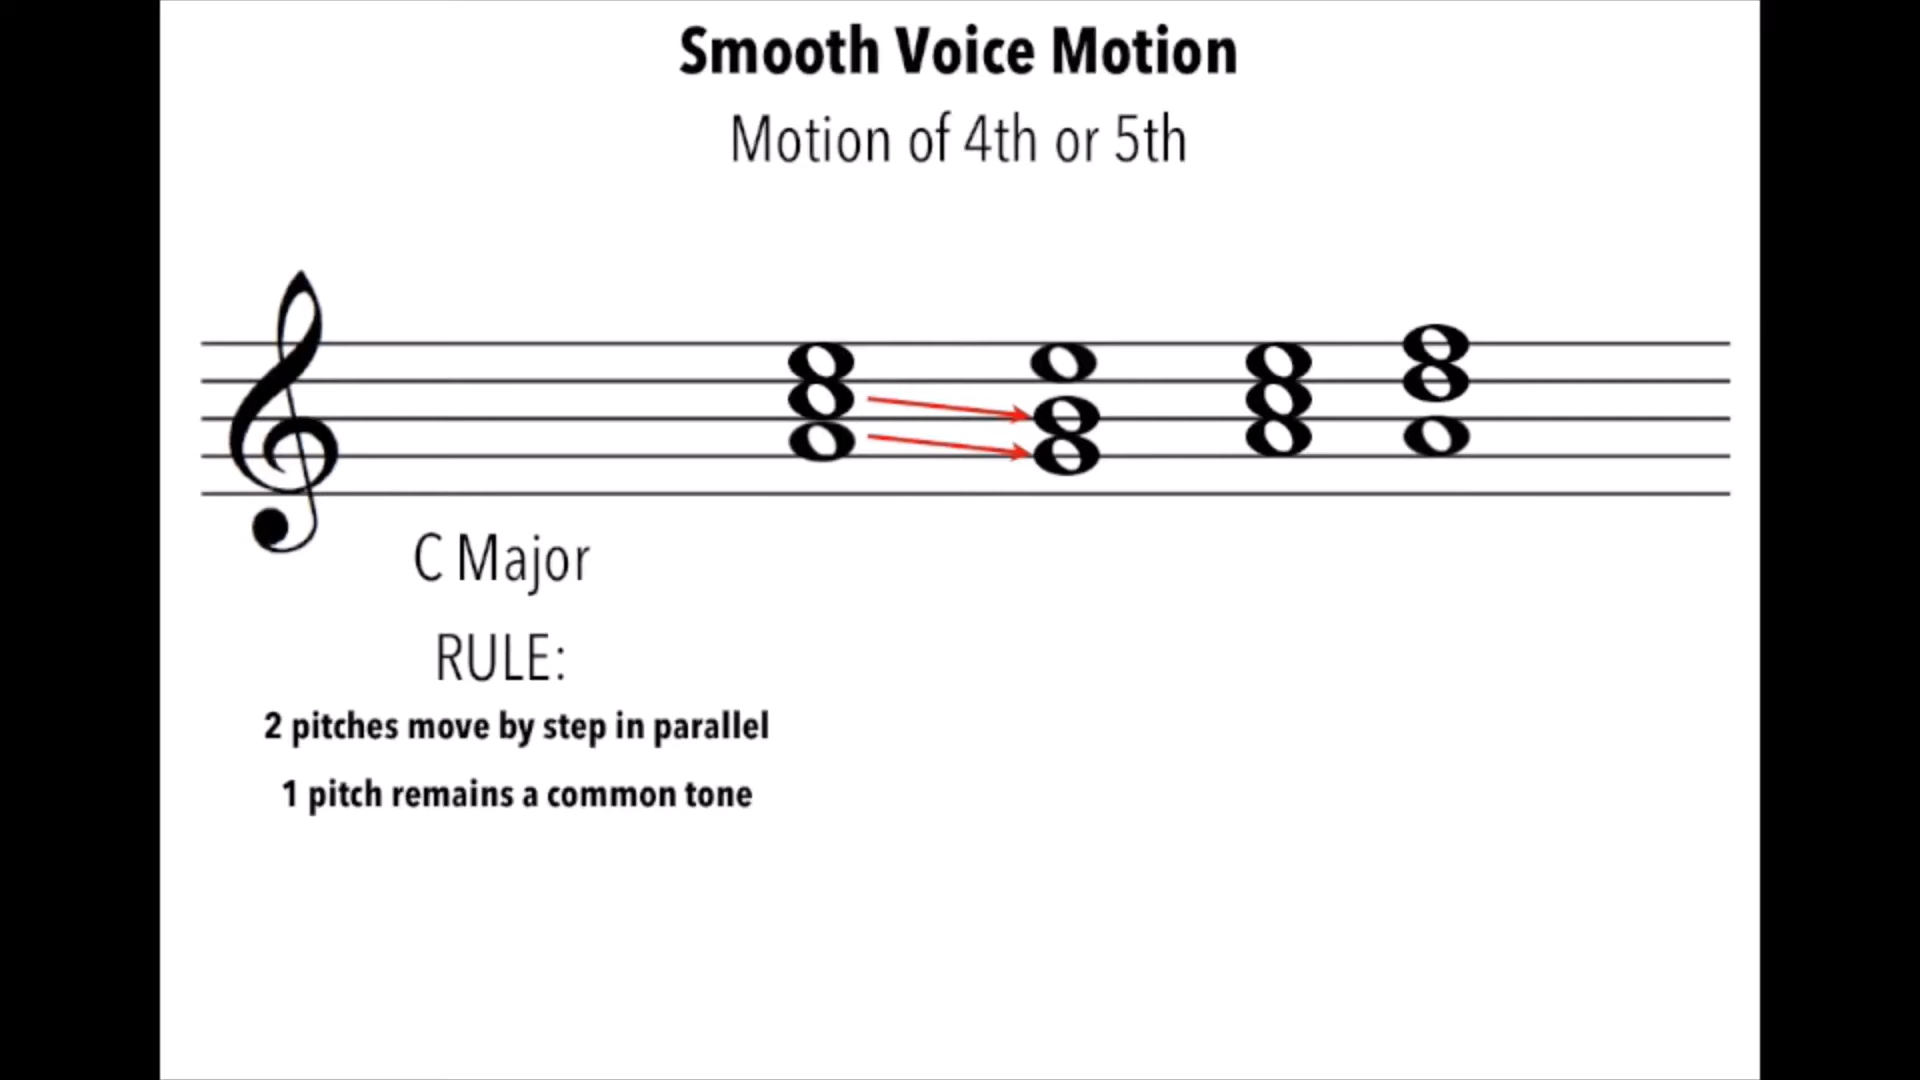 Smooth Voice Motion
Motion of 4th or 5th
C Major
RULE:
2 pitches move by step in parallel
1 pitch remains a common tone